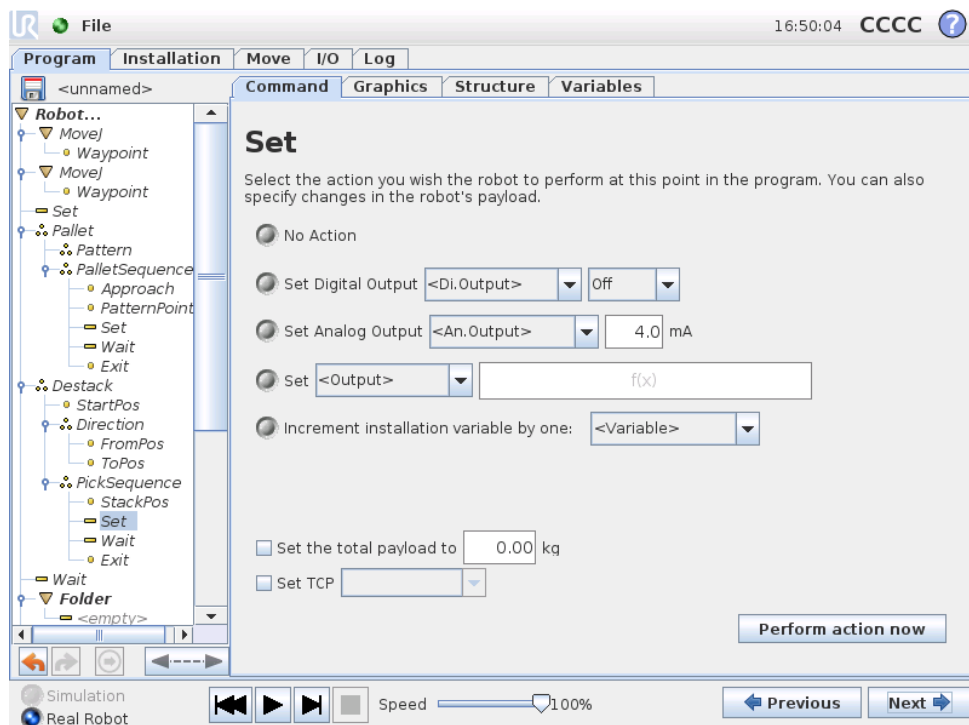 UR File 16:50:04 CCCC ?
Program Installation Move I/O Log
<unnamed>
Command Graphics Structure Variables
Robot...
MoveJ
Waypoint
MoveJ
Waypoint
Set
Pallet
Pattern
PalletSequence
Approach
PatternPoint
Set
Wait
Exit
Destack
StartPos
Direction
FromPos
ToPos
PickSequence
StackPos
Set
Wait
Exit
Wait
Folder
<empty>
Set
Select the action you wish the robot to perform at this point in the program. You can also
specify changes in the robot's payload.
No Action
Set Digital Output <Di.Output> Off
Set Analog Output <An.Output> 4.0 mA
Set <Output> f(x)
Increment installation variable by one: <Variable>
Set the total payload to 0.00 kg
Set TCP
Perform action now
Simulation
Real Robot
Speed 100%
Previous Next